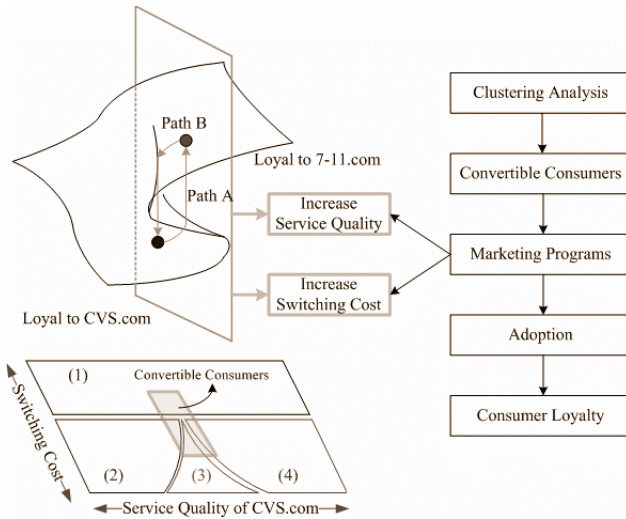 Path B
Loyal to 7-11.com
Path A
Loyal to CVS.com
Increase
Service Quality
Increase
Switching Cost
Clustering Analysis
Convertible Consumers
Marketing Programs
Adoption
Consumer Loyalty
(1)
Convertible Consumers
Switching Cost
(2)
(3)
(4)
Service Quality of CVS.com